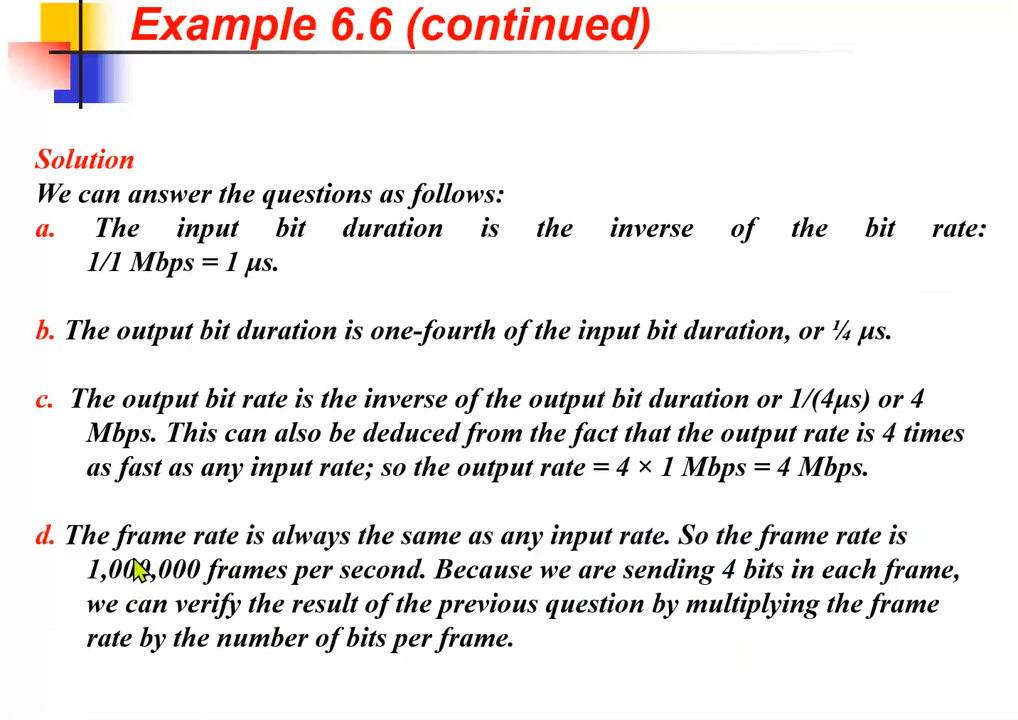 Example 6.6 (continued)
Solution
We can answer the questions as follows:
a. The input bit duration is the inverse of the bit rate:
1/1 Mbps = 1 μs.
b. The output bit duration is one-fourth of the input bit duration, or ¼ μs.
c. The output bit rate is the inverse of the output bit duration or 1/(4μs) or 4
Mbps. This can also be deduced from the fact that the output rate is 4 times
as fast as any input rate; so the output rate = 4 × 1 Mbps = 4 Mbps.
d. The frame rate is always the same as any input rate. So the frame rate is
1,000,000 frames per second. Because we are sending 4 bits in each frame,
we can verify the result of the previous question by multiplying the frame
rate by the number of bits per frame.